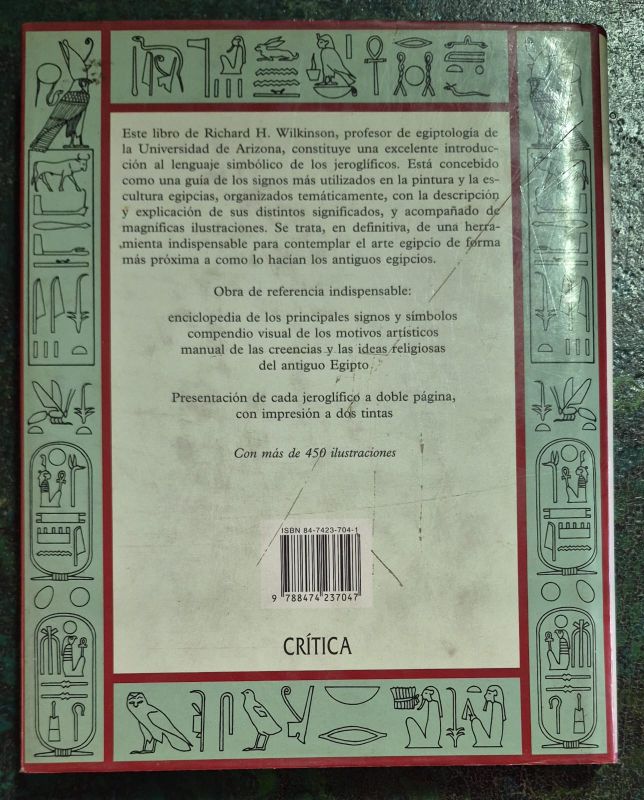 Este libro de Richard H. Wilkinson, profesor de egiptología de
la Universidad de Arizona, constituye una excelente introduc-
ción al lenguaje simbólico de los jeroglíficos. Está concebido
como una guía de los signos más utilizados en la pintura y la es-
cultura egipcias, organizados temáticamente, con la descripción
y explicación de sus distintos significados, y acompañado de
magníficas ilustraciones. Se trata, en definitiva, de una herra-
mienta indispensable para contemplar el arte egipcio de forma
más próxima a como lo hacían los antiguos egipcios.
Obra de referencia indispensable:
enciclopedia de los principales signos y símbolos
compendio visual de los motivos artísticos
manual de las creencias y las ideas religiosas
del antiguo Egipto
Presentación de cada jeroglífico a doble página,
con impresión a dos tintas
Con más de 450 ilustraciones
ISBN 84-7423-704-1
9 788474 237047
CRÍTICA